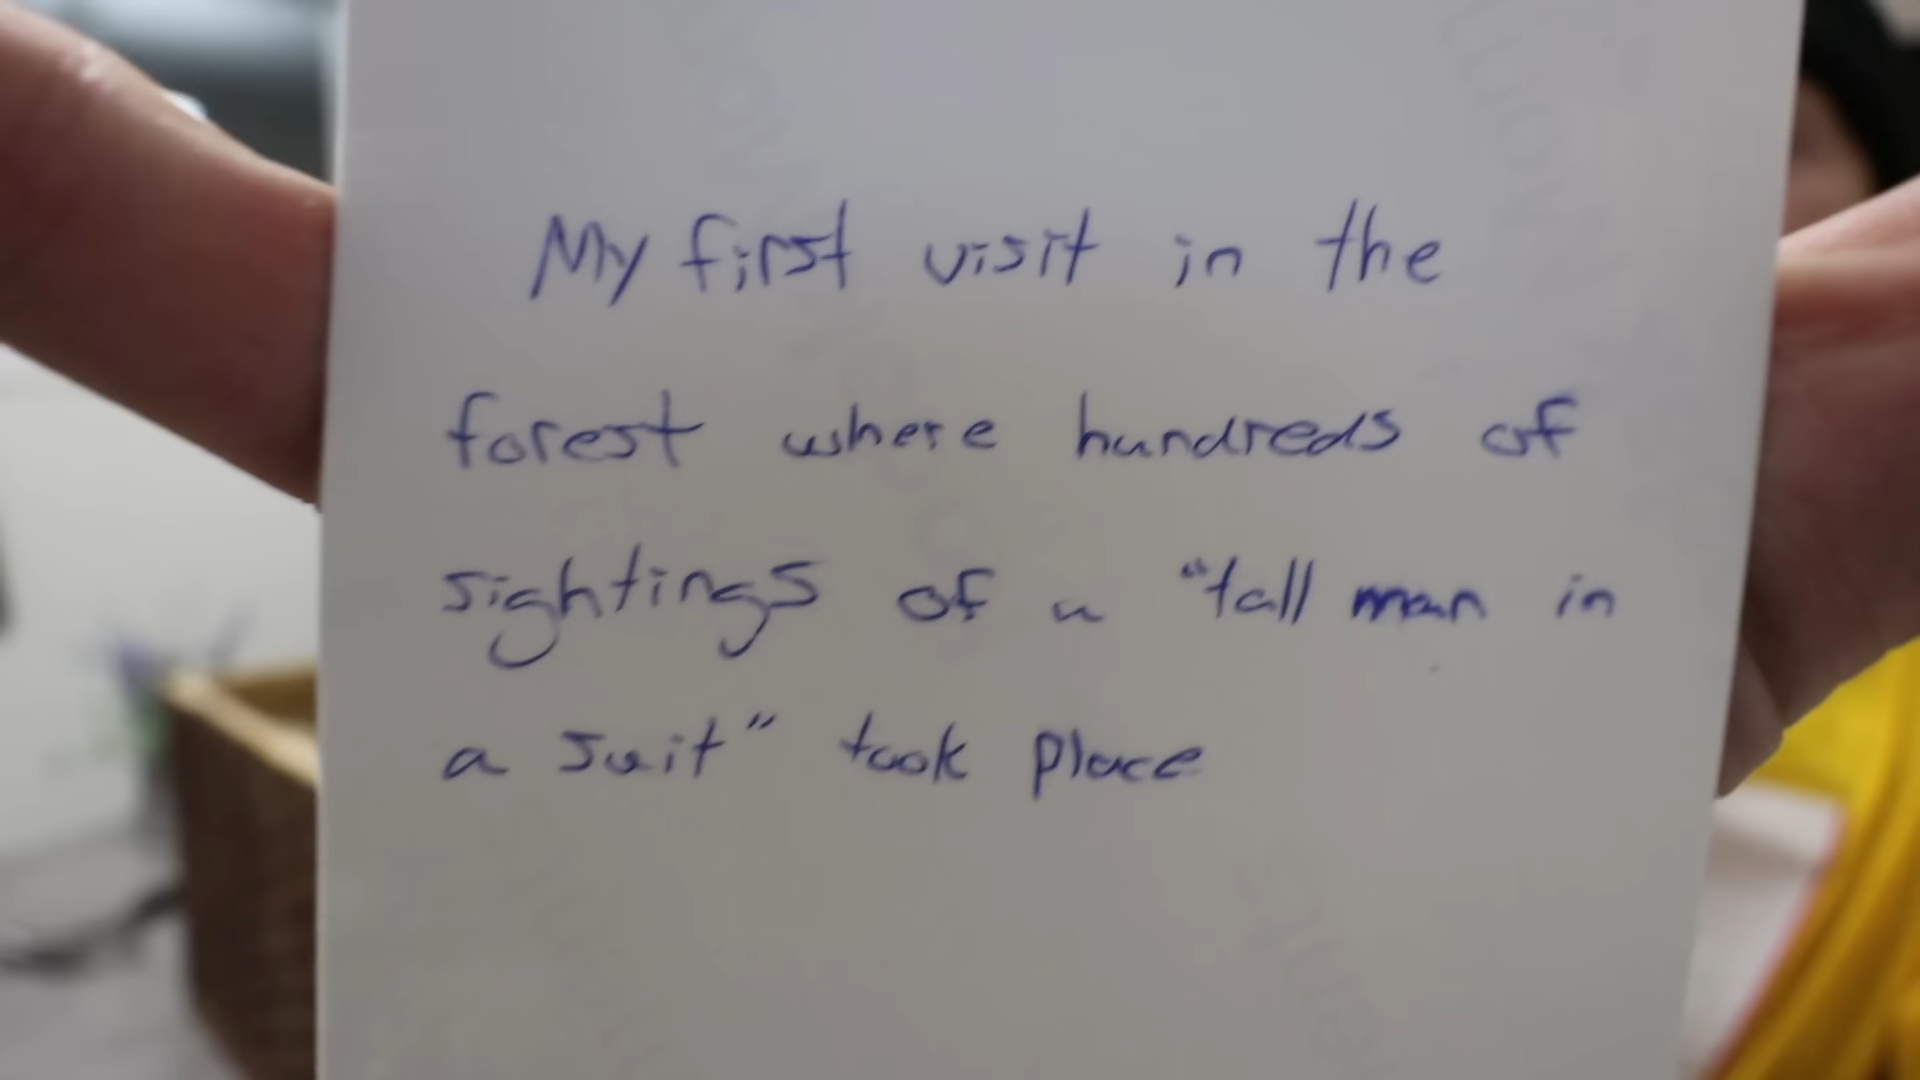 My first visit in the
forest where hundreds of
sightings of a "tall man in
a suit" took place